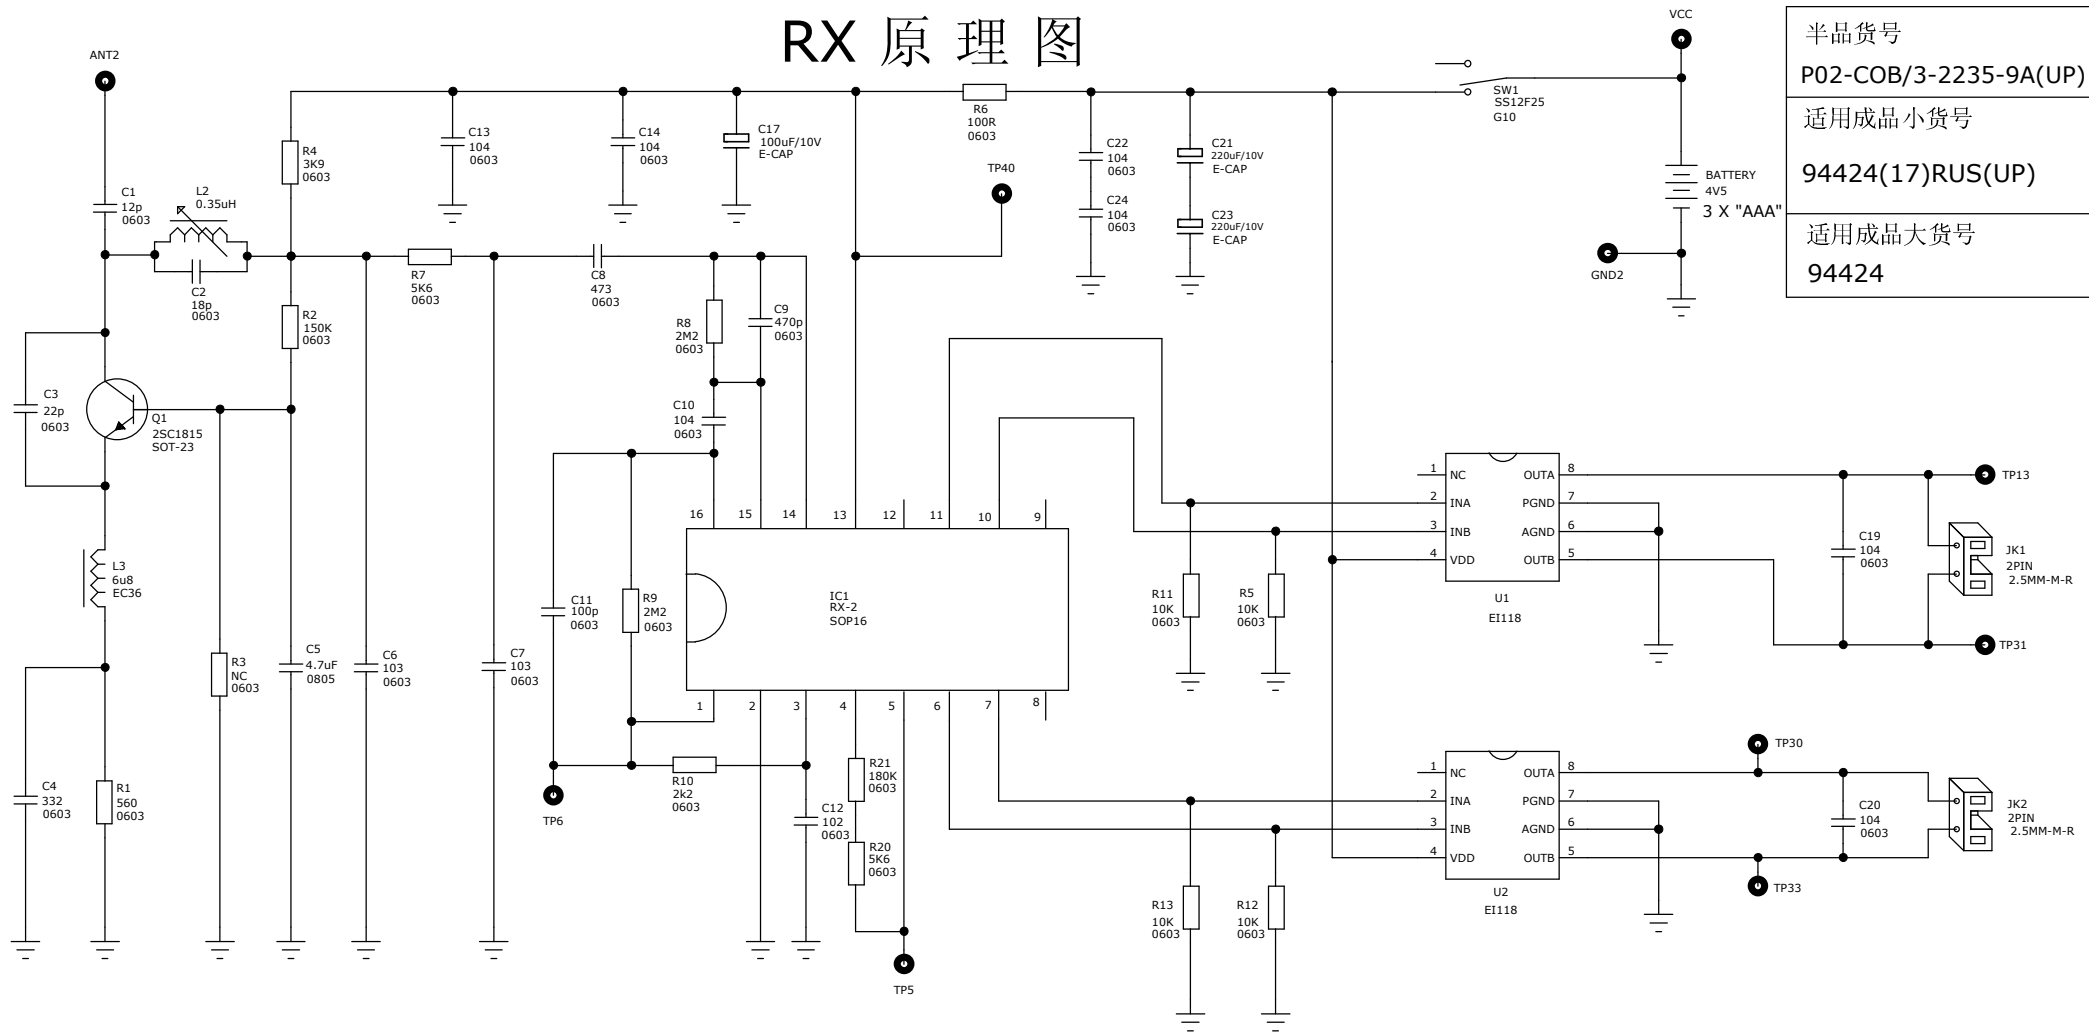 RX 原 理 图
半品货号
P02-COB/3-2235-9A(UP)
适用成品小货号
94424(17)RUS(UP)
适用成品大货号
94424
ANT2
C1
12p
0603
L2
0.35uH
C2
18p
0603
R4
3K9
0603
R2
150K
0603
C3
22p
0603
Q1
2SC1815
SOT-23
L3
6u8
EC36
C4
332
0603
R1
560
0603
R3
NC
0603
C5
4.7uF
0805
C6
103
0603
R7
5K6
0603
C7
103
0603
C8
473
0603
C13
104
0603
C14
104
0603
C17
100uF/10V
E-CAP
R6
100R
0603
TP40
C22
104
0603
C24
104
0603
C21
220uF/10V
E-CAP
C23
220uF/10V
E-CAP
SW1
SS12F25
G10
VCC
BATTERY
4V5
3 X "AAA"
GND2
R8
2M2
0603
C9
470p
0603
C10
104
0603
C11
100p
0603
R9
2M2
0603
16 15 14 13 12 11 10 9
IC1
RX-2
SOP16
1 2 3 4 5 6 7 8
R10
2k2
0603
TP6
C12
102
0603
R21
180K
0603
R20
5K6
0603
TP5
R11
10K
0603
R5
10K
0603
R13
10K
0603
R12
10K
0603
1 NC OUTA 8
2 INA PGND 7
3 INB AGND 6
4 VDD OUTB 5
U1
EI118
C19
104
0603
TP13
JK1
2PIN
2.5MM-M-R
TP31
1 NC OUTA 8
2 INA PGND 7
3 INB AGND 6
4 VDD OUTB 5
U2
EI118
TP30
C20
104
0603
JK2
2PIN
2.5MM-M-R
TP33